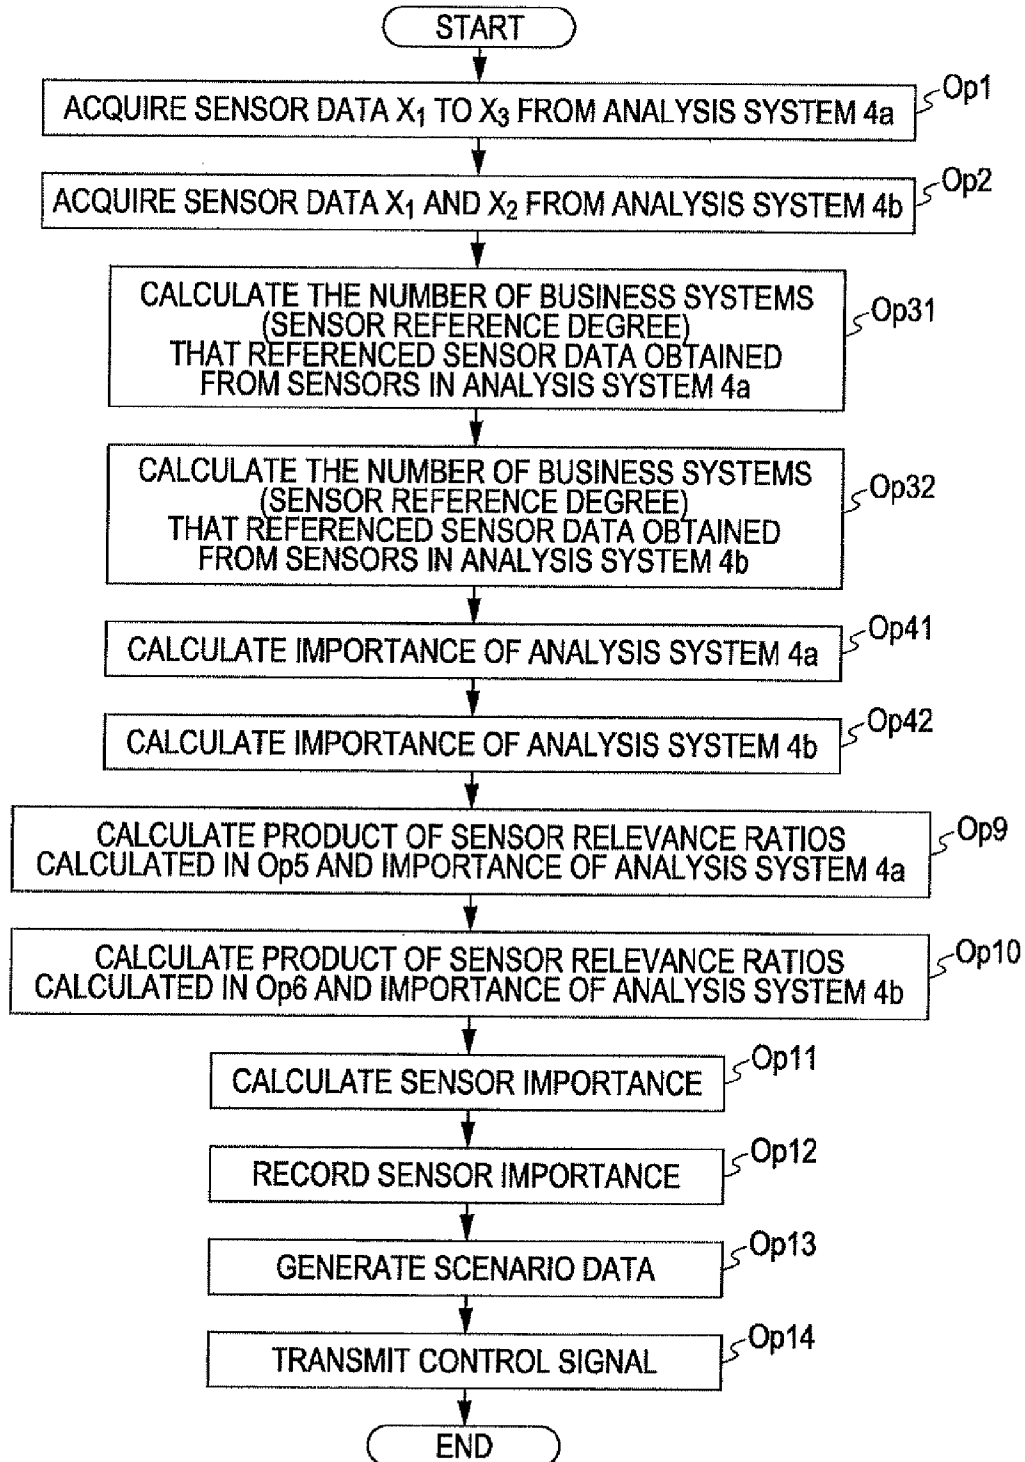 START
ACQUIRE SENSOR DATA X₁ TO X₃ FROM ANALYSIS SYSTEM 4a
Op1
ACQUIRE SENSOR DATA X₁ AND X₂ FROM ANALYSIS SYSTEM 4b
Op2
CALCULATE THE NUMBER OF BUSINESS SYSTEMS
(SENSOR REFERENCE DEGREE)
THAT REFERENCED SENSOR DATA OBTAINED
FROM SENSORS IN ANALYSIS SYSTEM 4a
Op31
CALCULATE THE NUMBER OF BUSINESS SYSTEMS
(SENSOR REFERENCE DEGREE)
THAT REFERENCED SENSOR DATA OBTAINED
FROM SENSORS IN ANALYSIS SYSTEM 4b
Op32
CALCULATE IMPORTANCE OF ANALYSIS SYSTEM 4a
Op41
CALCULATE IMPORTANCE OF ANALYSIS SYSTEM 4b
Op42
CALCULATE PRODUCT OF SENSOR RELEVANCE RATIOS
CALCULATED IN Op5 AND IMPORTANCE OF ANALYSIS SYSTEM 4a
Op9
CALCULATE PRODUCT OF SENSOR RELEVANCE RATIOS
CALCULATED IN Op6 AND IMPORTANCE OF ANALYSIS SYSTEM 4b
Op10
CALCULATE SENSOR IMPORTANCE
Op11
RECORD SENSOR IMPORTANCE
Op12
GENERATE SCENARIO DATA
Op13
TRANSMIT CONTROL SIGNAL
Op14
END